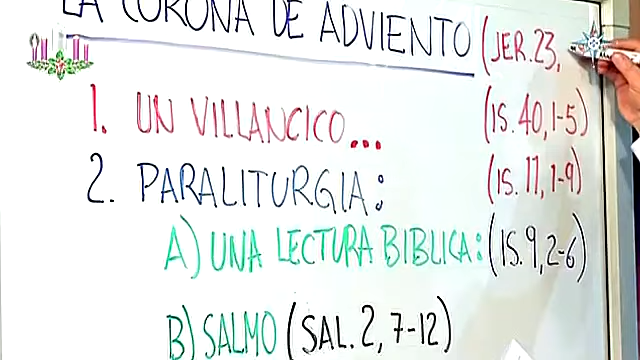 LA CORONA DE ADVIENTO (JER. 23,
1. UN VILLANCICO... (IS. 40, 1-5)
2. PARALITURGIA: (IS. 11, 1-9)
A) UNA LECTURA BIBLICA: (IS. 9, 2-6)
B) SALMO (SAL. 2, 7-12)